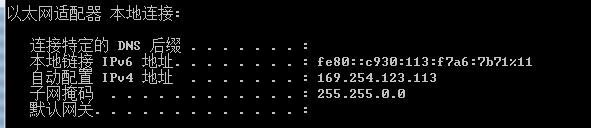 以太网适配器 本地连接:
连接特定的 DNS 后缀 . . . . . . . :
本地链接 IPv6 地址. . . . . . . . : fe80::c930:113:f7a6:7b71%11
自动配置 IPv4 地址 . . . . . . . : 169.254.123.113
子网掩码 . . . . . . . . . . . . : 255.255.0.0
默认网关. . . . . . . . . . . . . :